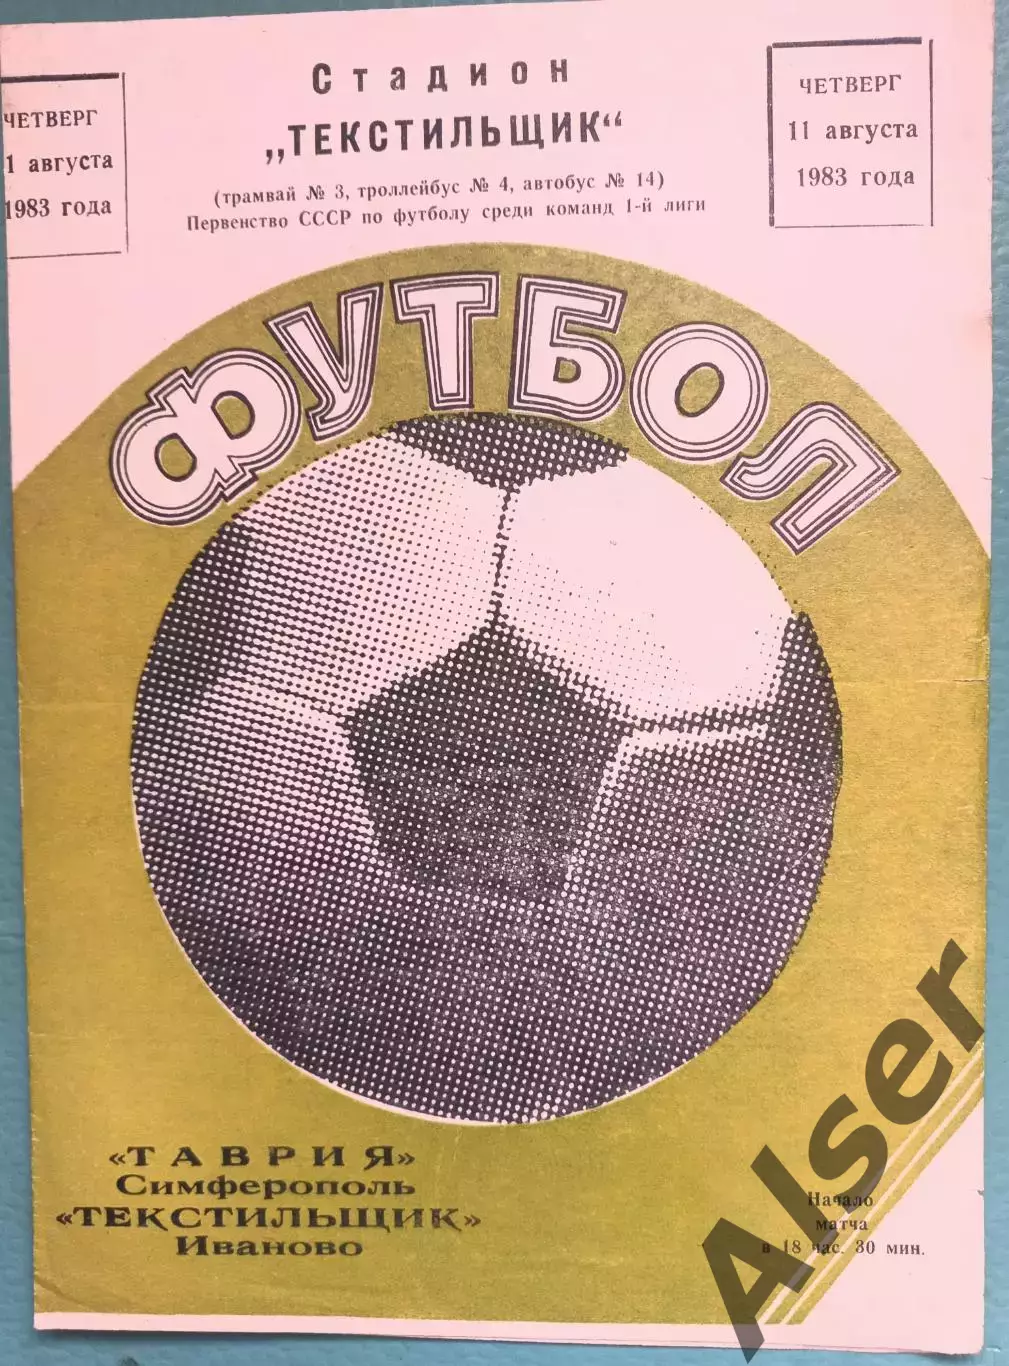 Стадион
„ТЕКСТИЛЬЩИК“
(трамвай № 3, троллейбус № 4, автобус № 14)
Первенство СССР по футболу среди команд 1-й лиги
ЧЕТВЕРГ
1 августа
1983 года
ЧЕТВЕРГ
11 августа
1983 года
ФУТБОЛ
«ТАВРИЯ»
Симферополь
«ТЕКСТИЛЬЩИК»
Иваново
Начало
матча
в 18 час. 30 мин.
Alser